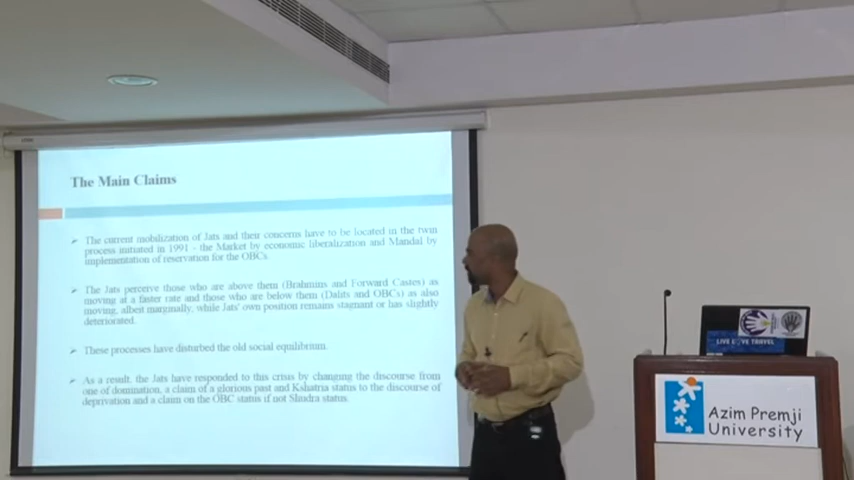 The Main Claims
The current mobilization of Jats and their concerns have to be located in the twin
process initiated in 1991 - the Market by economic liberalization and Mandal by
implementation of reservation for the OBCs.
The Jats perceive those who are above them (Brahmins and Forward Castes) as
moving at a faster rate and those who are below them (Dalits and OBCs) as also
moving, albeit marginally, while Jats' own position remains stagnant or has slightly
deteriorated.
These processes have disturbed the old social equilibrium.
As a result, the Jats have responded to this crisis by changing the discourse from
one of domination, a claim of a glorious past and Kshatria status to the discourse of
deprivation and a claim on the OBC status if not Shudra status.
LIVE LOVE TRAVEL
Azim Premji
University